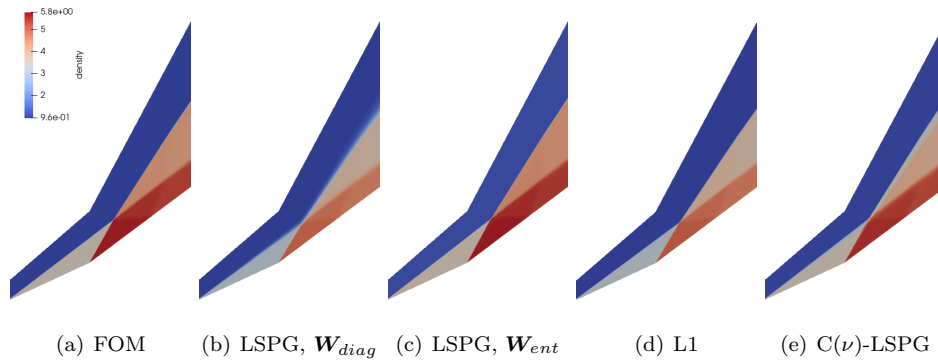 5.8e+00
5
4
3
2
9.6e-01
density
(a) FOM
(b) LSPG, W_diag
(c) LSPG, W_ent
(d) L1
(e) C(ν)-LSPG